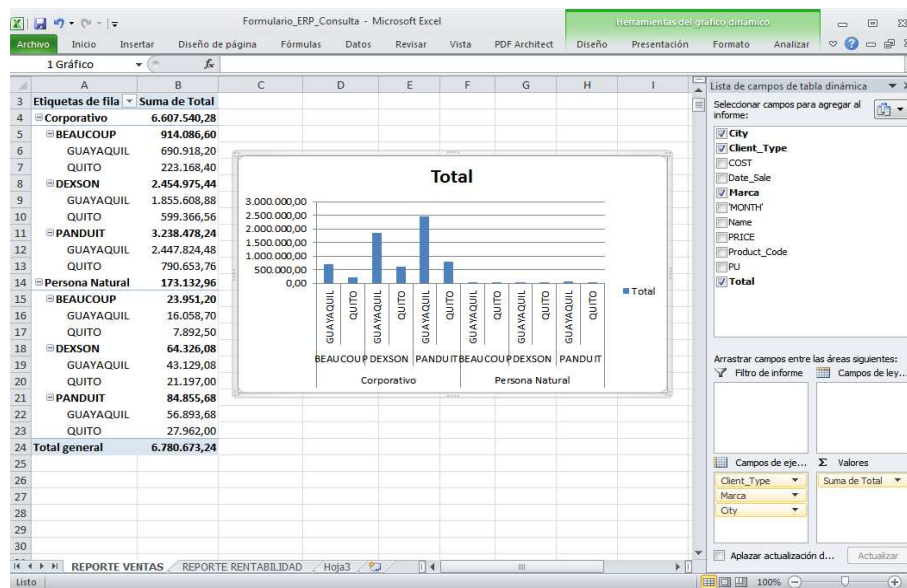 Formulario_ERP_Consulta - Microsoft Excel
Herramientas del gráfico dinámico
Archivo Inicio Insertar Diseño de página Fórmulas Datos Revisar Vista PDF Architect Diseño Presentación Formato Analizar
1 Gráfico fx
A B C D E F G H I
3 Etiquetas de fila Suma de Total
4 Corporativo 6.607.540,28
5 BEAUCOUP 914.086,60
6 GUAYAQUIL 690.918,20
7 QUITO 223.168,40
8 DEXSON 2.454.975,44
9 GUAYAQUIL 1.855.608,88
10 QUITO 599.366,56
11 PANDUIT 3.238.478,24
12 GUAYAQUIL 2.447.824,48
13 QUITO 790.653,76
14 Persona Natural 173.132,96
15 BEAUCOUP 23.951,20
16 GUAYAQUIL 16.058,70
17 QUITO 7.892,50
18 DEXSON 64.326,08
19 GUAYAQUIL 43.129,08
20 QUITO 21.197,00
21 PANDUIT 84.855,68
22 GUAYAQUIL 56.893,68
23 QUITO 27.962,00
24 Total general 6.780.673,24
25
26
27
28
29
30
Total
3.000.000,00
2.500.000,00
2.000.000,00
1.500.000,00
1.000.000,00
500.000,00
0,00
GUAYAQUIL QUITO GUAYAQUIL QUITO GUAYAQUIL QUITO GUAYAQUIL QUITO GUAYAQUIL QUITO GUAYAQUIL QUITO
BEAUCOUP DEXSON PANDUIT BEAUCOUP DEXSON PANDUIT
Corporativo Persona Natural
Total
Lista de campos de tabla dinámica
Seleccionar campos para agregar al
informe:
City
Client_Type
COST
Date_Sale
Marca
'MONTH'
Name
PRICE
Product_Code
PU
Total
Arrastrar campos entre las áreas siguientes:
Filtro de informe Campos de ley...
Campos de eje... Σ Valores
Client_Type Suma de Total
Marca
City
Aplazar actualización d... Actualizar
REPORTE VENTAS REPORTE RENTABILIDAD Hoja3
Listo 100%